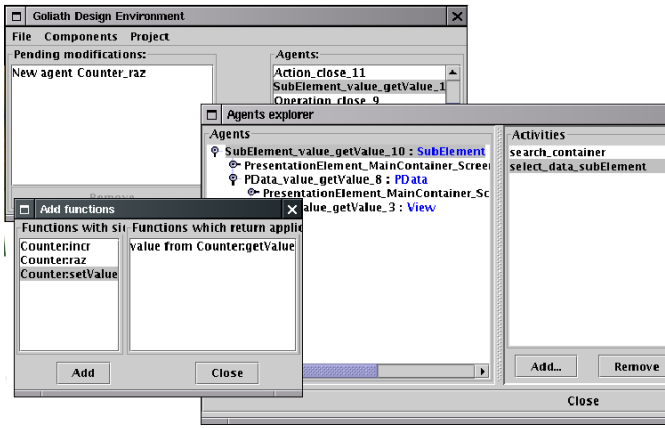 Goliath Design Environment
File Components Project
Pending modifications:
New agent Counter_raz
Remove
Agents:
Action_close_11
SubElement_value_getValue_1
Operation_close_9
Agents explorer
Agents
SubElement_value_getValue_10 : SubElement
PresentationElement_MainContainer_Screen
PData_value_getValue_8 : PData
PresentationElement_MainContainer_Sc
alue_getValue_3 : View
Activities
search_container
select_data_subElement
Add...
Remove
Close
Add functions
Functions with si
Counter:incr
Counter:raz
Counter:setValue
Functions which return applic
value from Counter:getValue
Add
Close